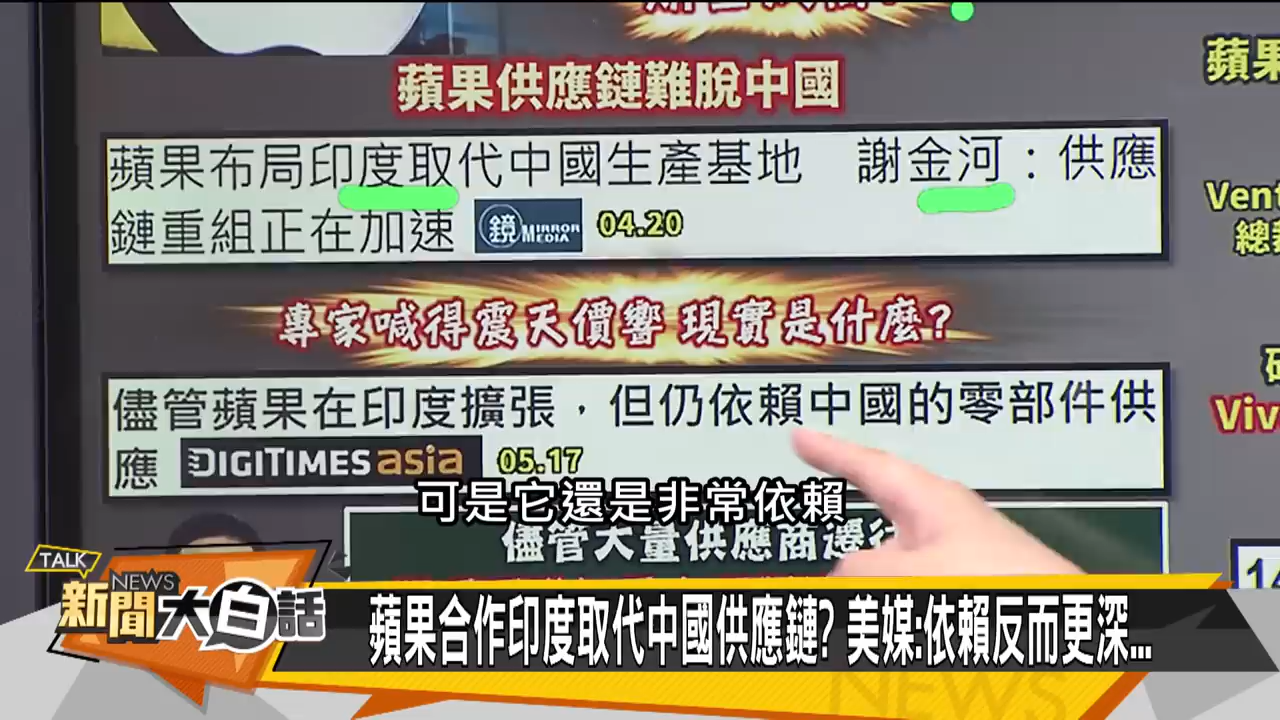 蘋果供應鏈難脫中國
蘋果布局印度取代中國生產基地 謝金河：供應
鏈重組正在加速 鏡 MIRROR MEDIA 04.20
專家喊得震天價響 現實是什麼?
儘管蘋果在印度擴張，但仍依賴中國的零部件供
應 DIGITIMES asia 05.17
可是它還是非常依賴
儘管大量供應商遷往
蘋果
Vent
總
Viv
14
TALK
NEWS
新聞大白話
蘋果合作印度取代中國供應鏈? 美媒:依賴反而更深...
NEWS